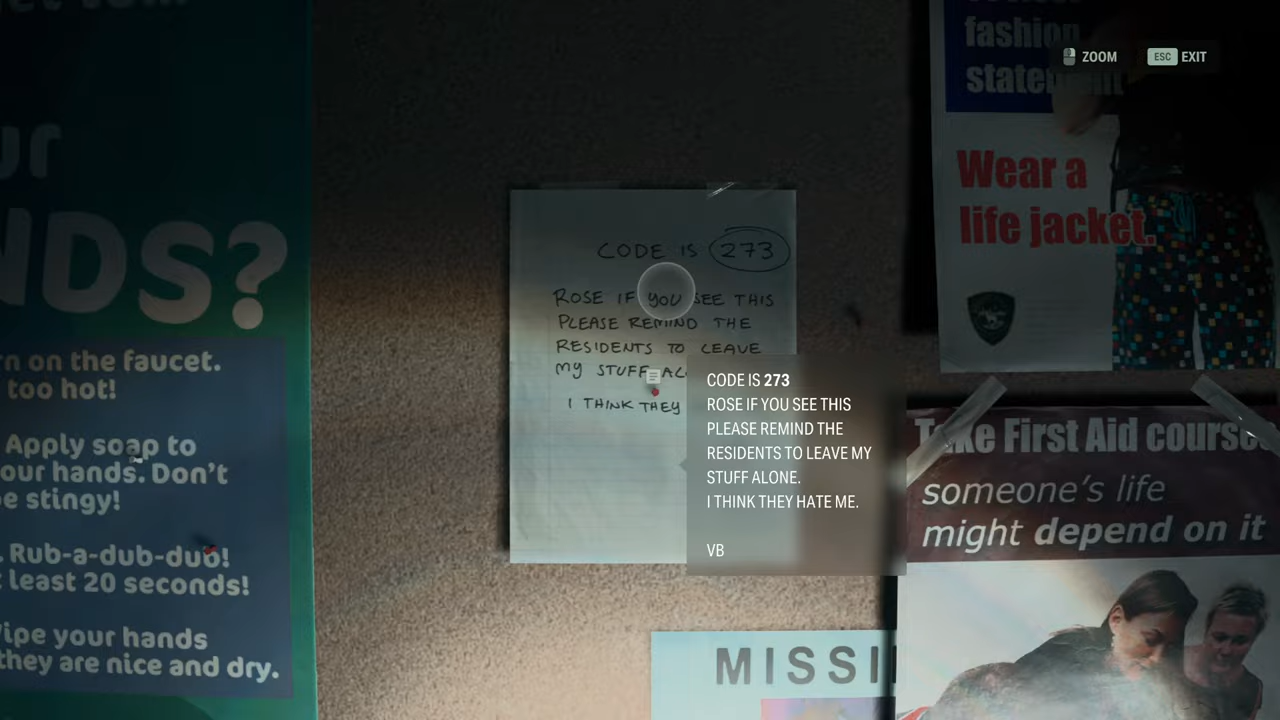 NDS?
rn on the faucet.
too hot!
Apply soap to
our hands. Don't
be stingy!
. Rub-a-dub-dub!
t least 20 seconds!
ipe your hands
they are nice and dry.
CODE IS 273
ROSE IF YOU SEE THIS
PLEASE REMIND THE
RESIDENTS TO LEAVE
MY STUFF
I THINK THEY
CODE IS 273
ROSE IF YOU SEE THIS
PLEASE REMIND THE
RESIDENTS TO LEAVE MY
STUFF ALONE.
I THINK THEY HATE ME.
VB
MISSI
ZOOM
ESC EXIT
fashion
statement
Wear a
life jacket.
Take First Aid courses
someone's life
might depend on it